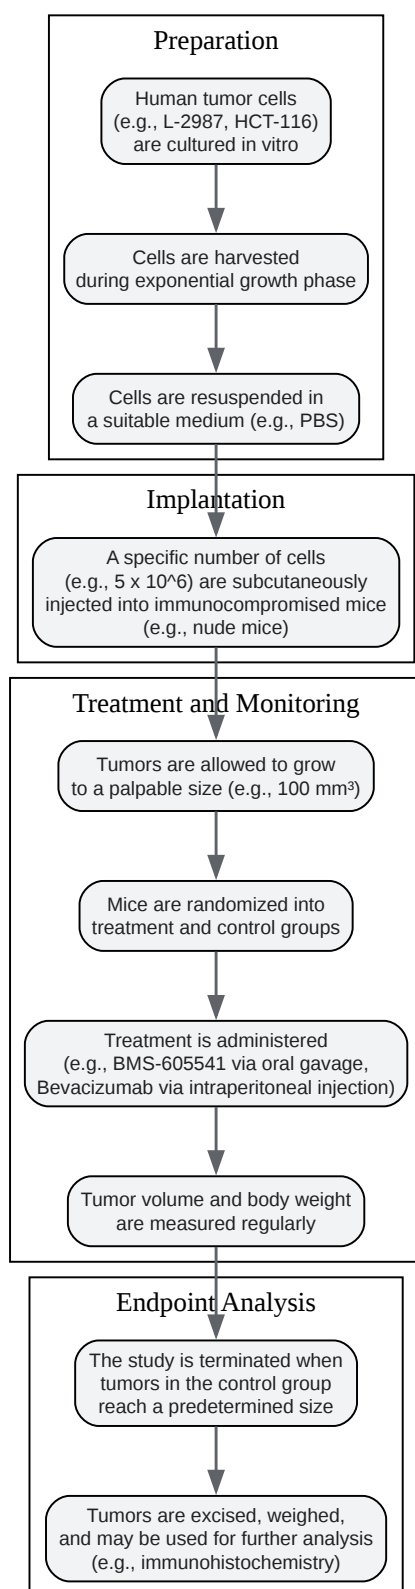 Preparation
Human tumor cells
(e.g., L-2987, HCT-116)
are cultured in vitro
Cells are harvested
during exponential growth phase
Cells are resuspended in
a suitable medium (e.g., PBS)
Implantation
A specific number of cells
(e.g., 5 x 10^6) are subcutaneously
injected into immunocompromised mice
(e.g., nude mice)
Treatment and Monitoring
Tumors are allowed to grow
to a palpable size (e.g., 100 mm³)
Mice are randomized into
treatment and control groups
Treatment is administered
(e.g., BMS-605541 via oral gavage,
Bevacizumab via intraperitoneal injection)
Tumor volume and body weight
are measured regularly
Endpoint Analysis
The study is terminated when
tumors in the control group
reach a predetermined size
Tumors are excised, weighed,
and may be used for further analysis
(e.g., immunohistochemistry)